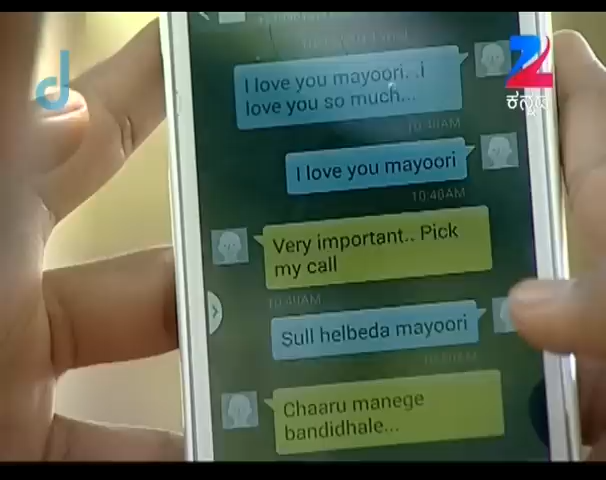 I love you mayoori. .i
love you so much...
10:40AM
I love you mayoori
10:40AM
Very important.. Pick
my call
10:40AM
Sull helbeda mayoori
Chaaru manege
bandidhale...
d
Z
ಕನ್ನಡ